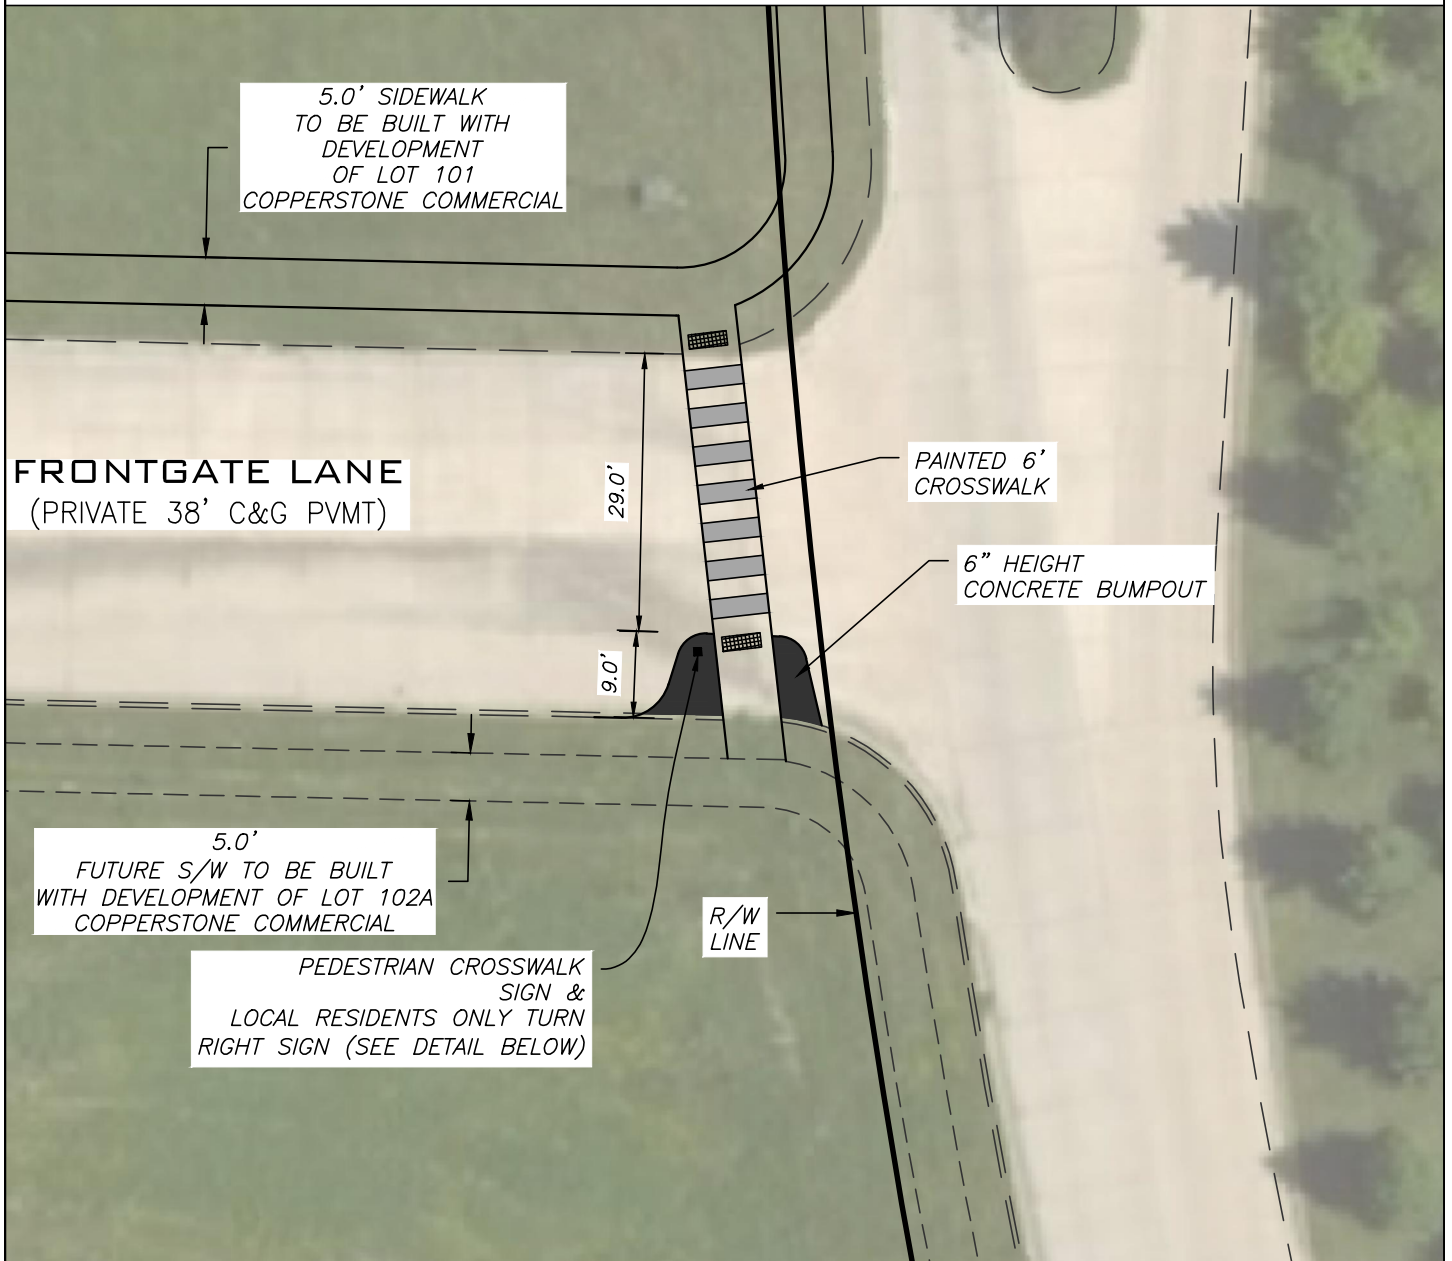 5.0' SIDEWALK
TO BE BUILT WITH
DEVELOPMENT
OF LOT 101
COPPERSTONE COMMERCIAL
FRONTGATE LANE
(PRIVATE 38' C&G PVMT)
29.0'
PAINTED 6'
CROSSWALK
6" HEIGHT
CONCRETE BUMPOUT
9.0'
5.0'
FUTURE S/W TO BE BUILT
WITH DEVELOPMENT OF LOT 102A
COPPERSTONE COMMERCIAL
R/W
LINE
PEDESTRIAN CROSSWALK
SIGN &
LOCAL RESIDENTS ONLY TURN
RIGHT SIGN (SEE DETAIL BELOW)